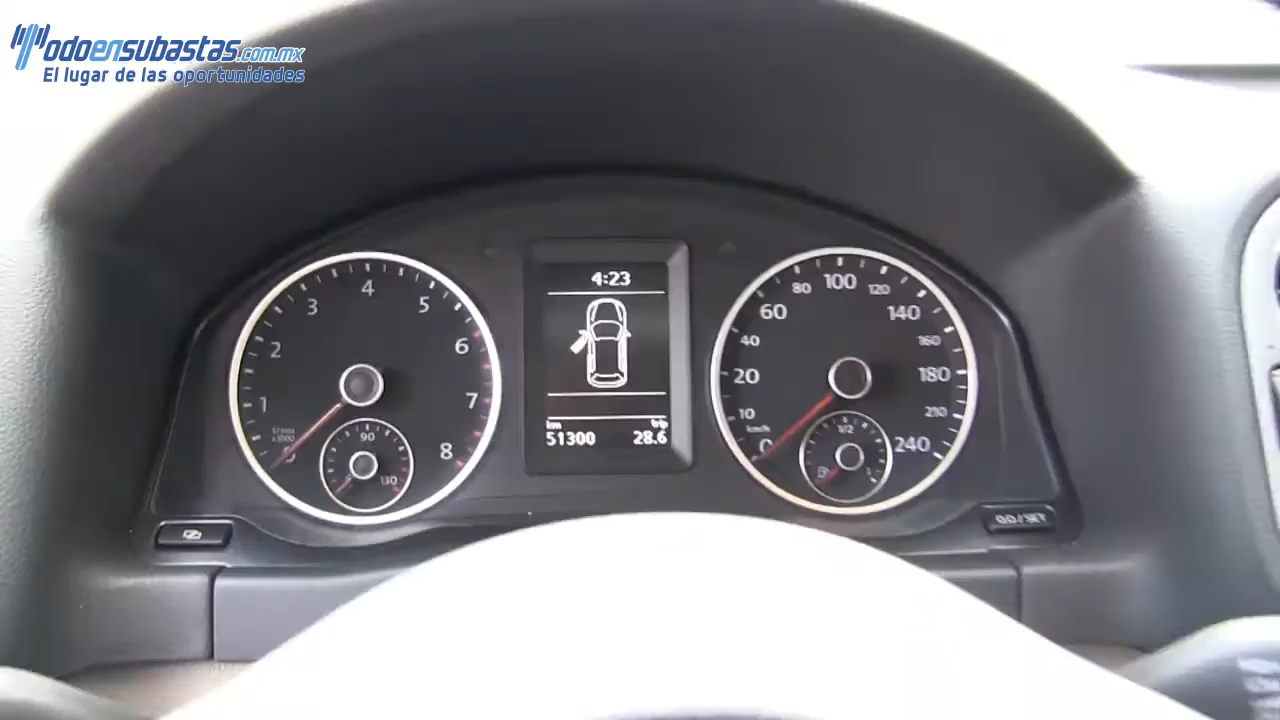 Todoensubastas.com.mx
El lugar de las oportunidades
4:23
km trip
51300 28.6
1 2 3 4 5 6 7 8
90
130
0 10 20 40 60 80 100 120 140 160 180 210 240
km/h
1/2
0.0 / SET